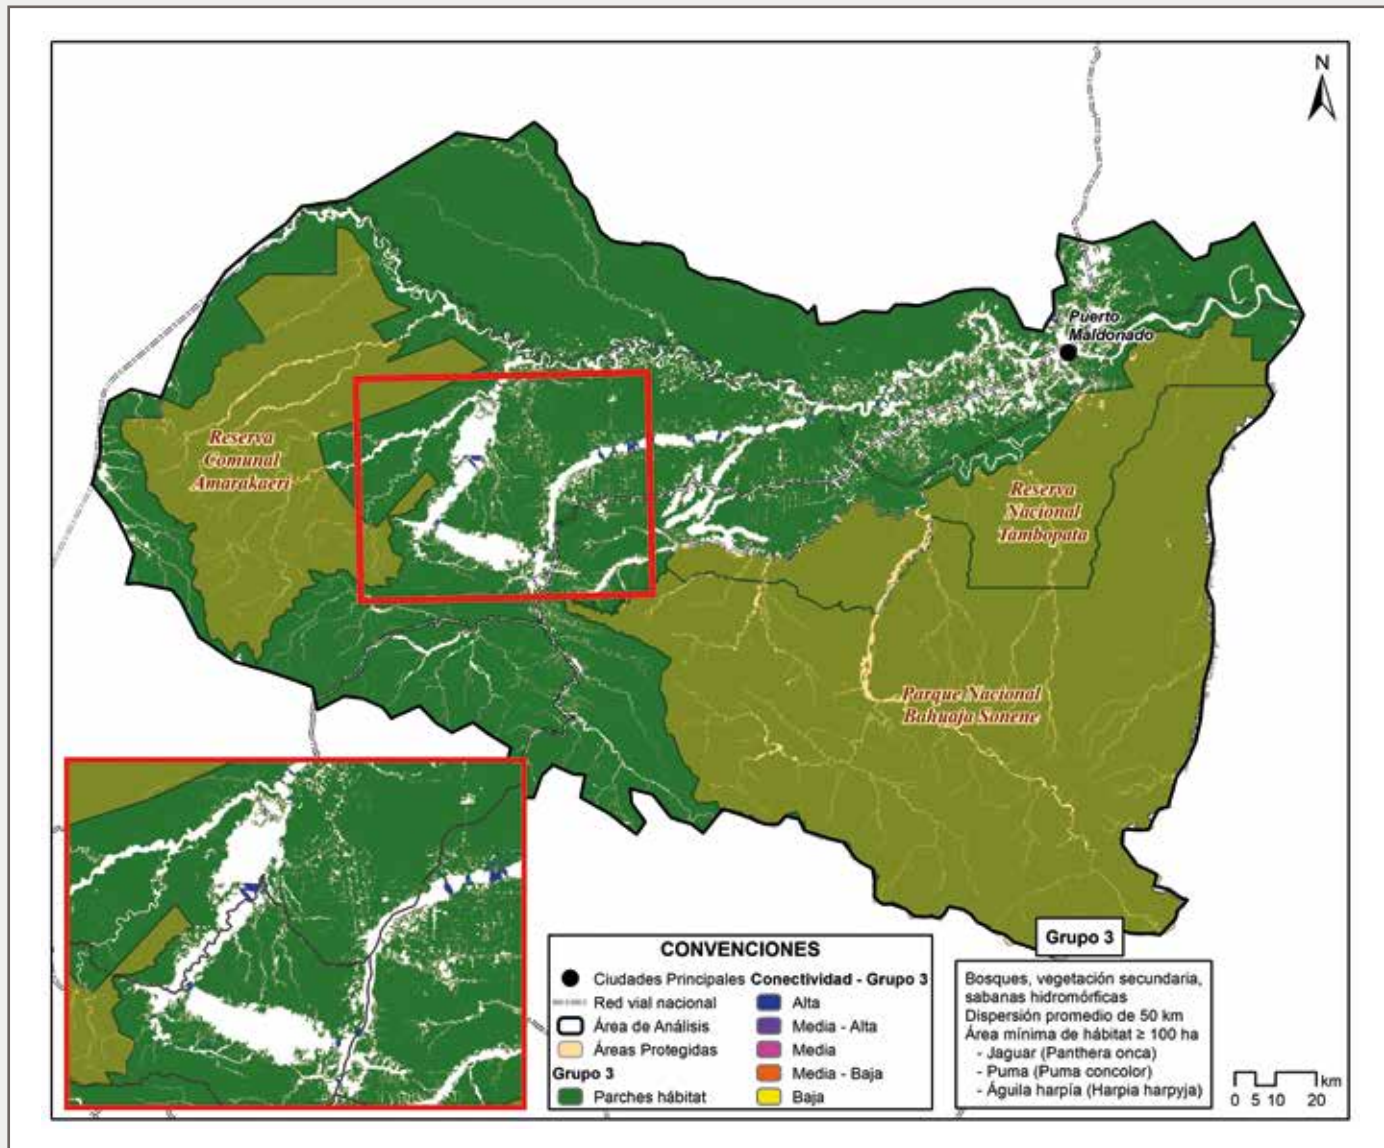 N
Puerto
Maldonado
Reserva
Comunal
Amarakaeri
Reserva
Nacional
Tambopata
Parque Nacional
Bahuaja Sonene
CONVENCIONES
Ciudades Principales
Red vial nacional
Área de Análisis
Áreas Protegidas
Grupo 3
Parches hábitat
Conectividad - Grupo 3
Alta
Media - Alta
Media
Media - Baja
Baja
Grupo 3
Bosques, vegetación secundaria,
sabanas hidromórficas
Dispersión promedio de 50 km
Área mínima de hábitat ≥ 100 ha
- Jaguar (Panthera onca)
- Puma (Puma concolor)
- Águila harpía (Harpia harpyja)
km
0 5 10 20